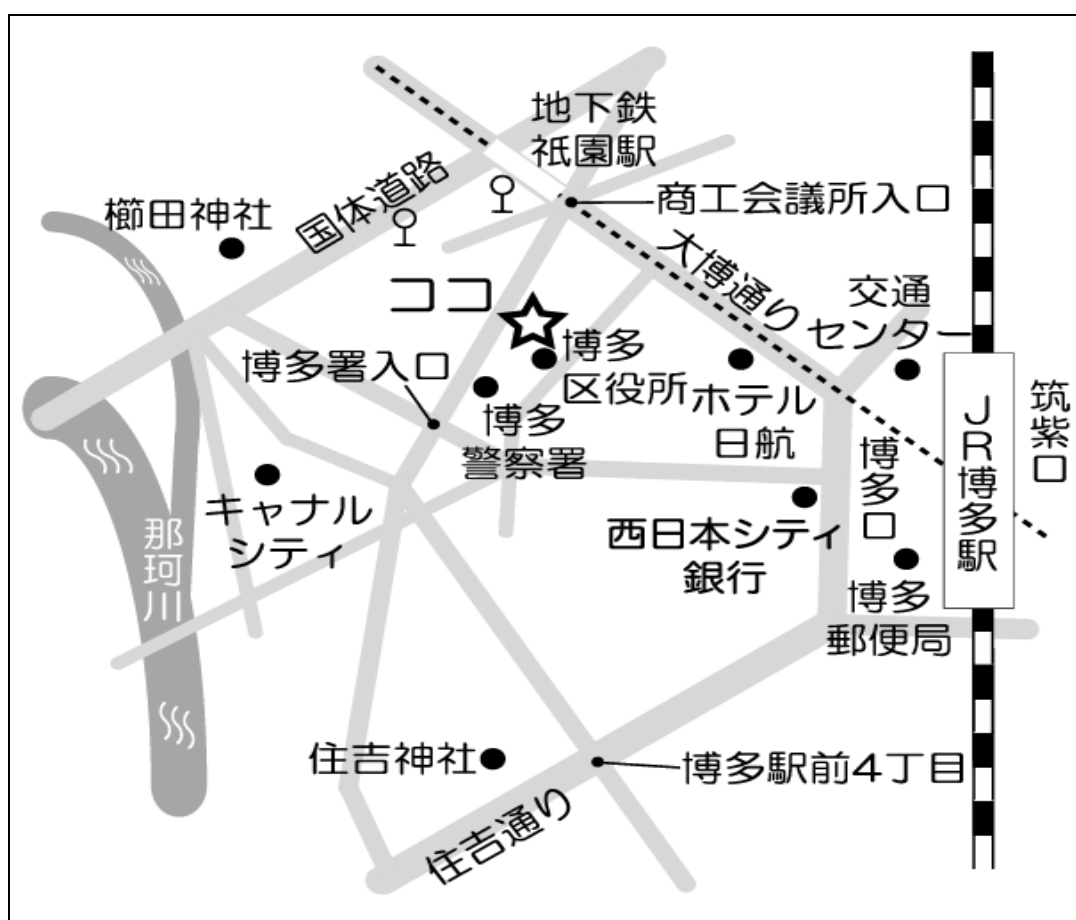 地下鉄
祇園駅
櫛田神社
国体道路
商工会議所入口
大博通り
交通
センター
ココ
博多署入口
博多
区役所
博多
警察署
ホテル
日航
JR博多駅
筑紫口
博多口
キャナル
シティ
西日本シティ
銀行
那珂川
博多
郵便局
住吉神社
博多駅前4丁目
住吉通り